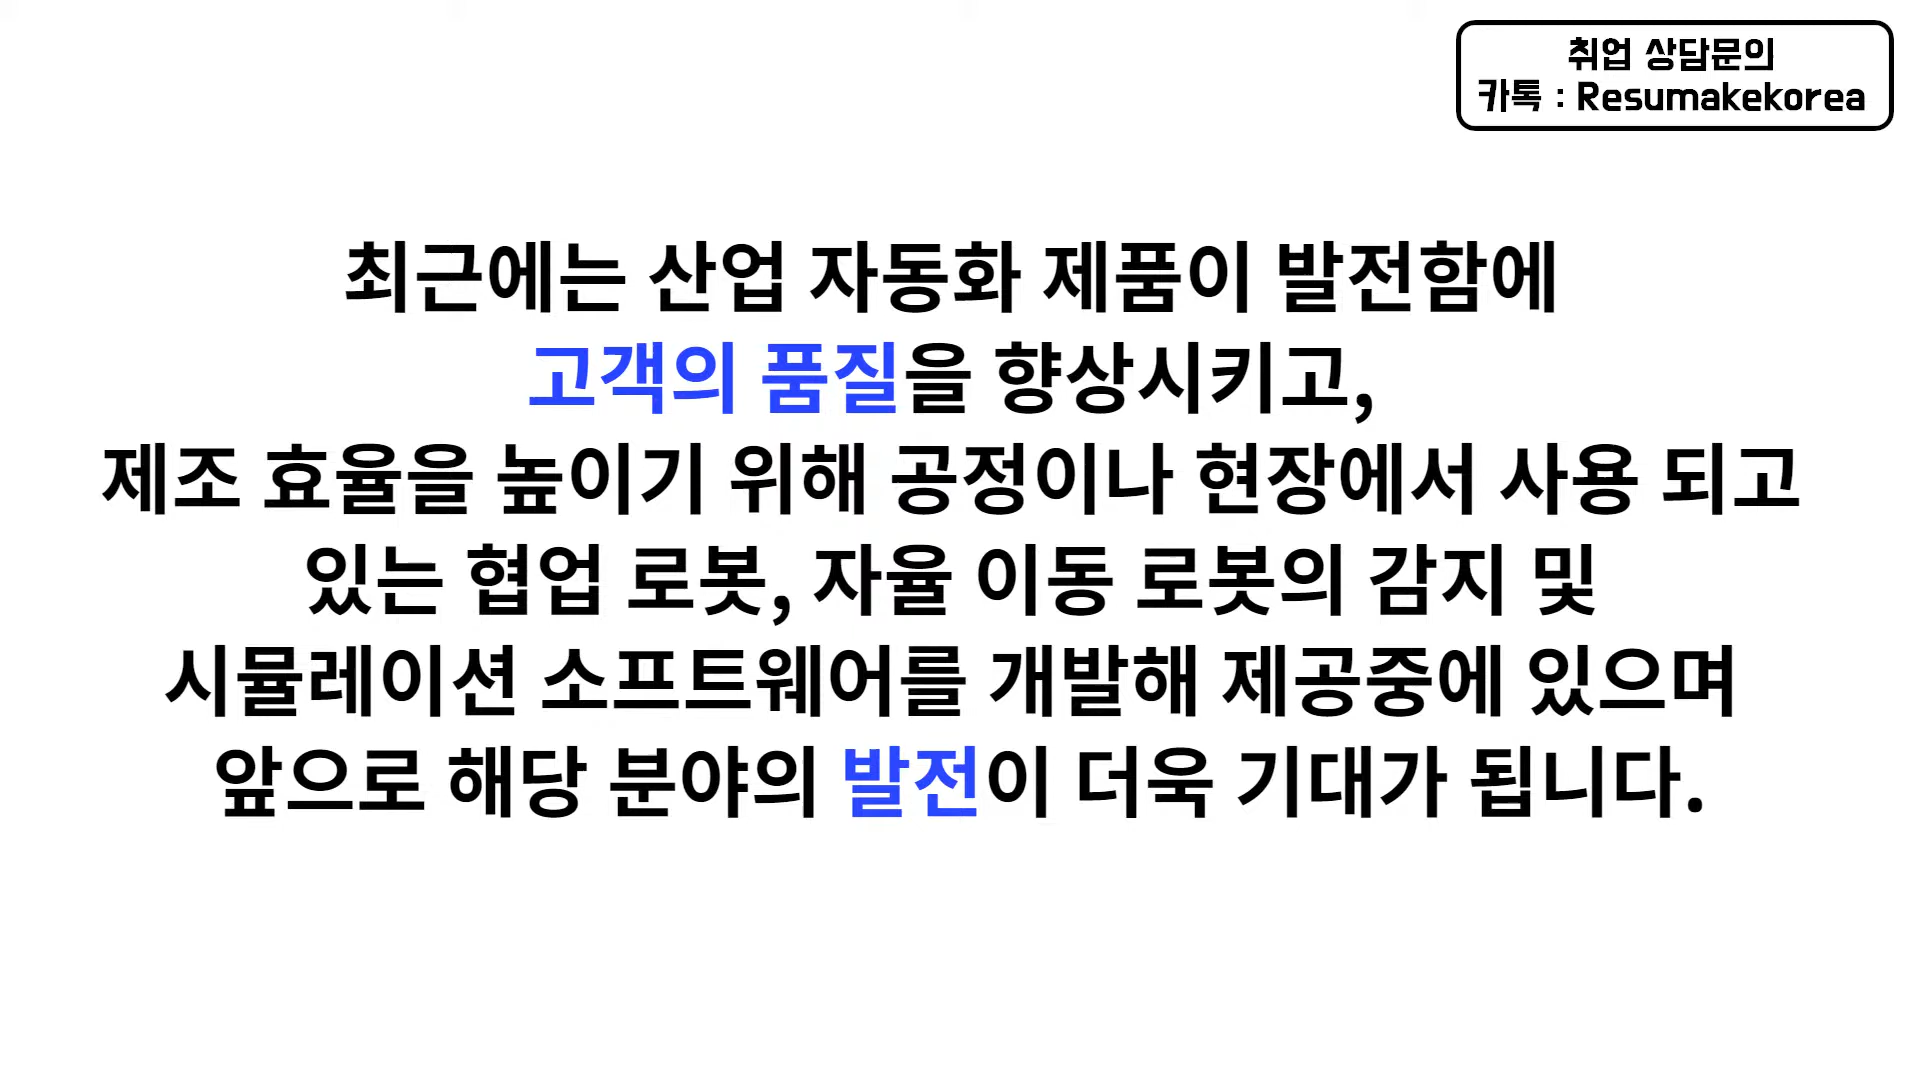 취업 상담문의
카톡 : Resumakekorea
최근에는 산업 자동화 제품이 발전함에
고객의 품질을 향상시키고,
제조 효율을 높이기 위해 공정이나 현장에서 사용 되고
있는 협업 로봇, 자율 이동 로봇의 감지 및
시뮬레이션 소프트웨어를 개발해 제공중에 있으며
앞으로 해당 분야의 발전이 더욱 기대가 됩니다.